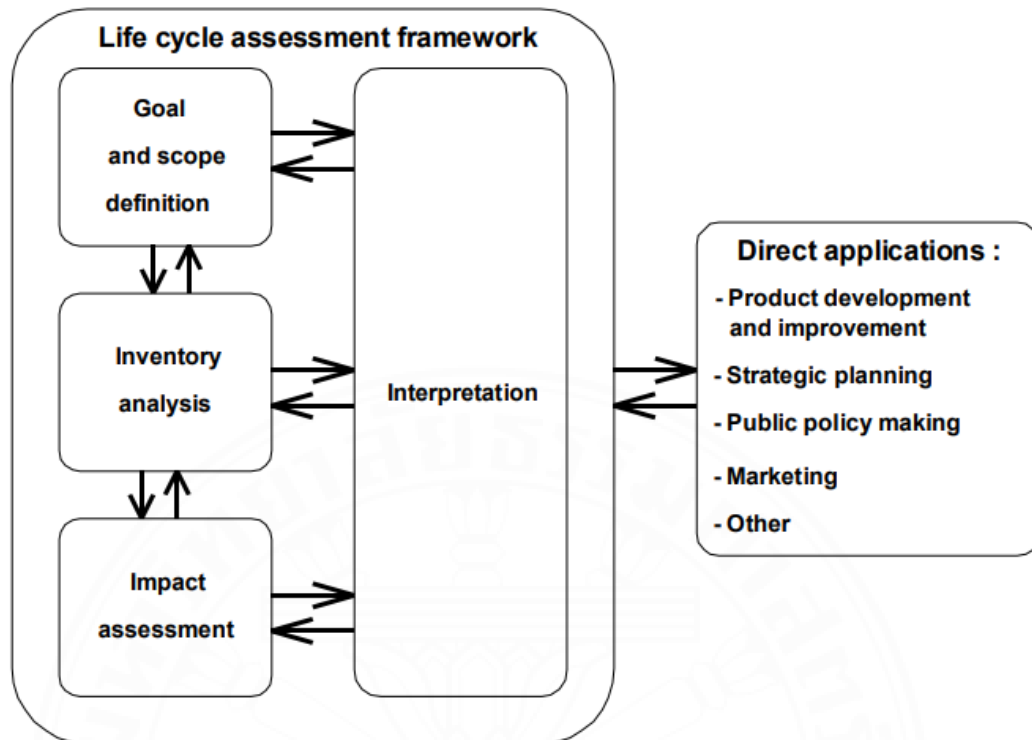 Life cycle assessment framework
Goal
and scope
definition
Inventory
analysis
Impact
assessment
Interpretation
Direct applications :
- Product development
and improvement
- Strategic planning
- Public policy making
- Marketing
- Other